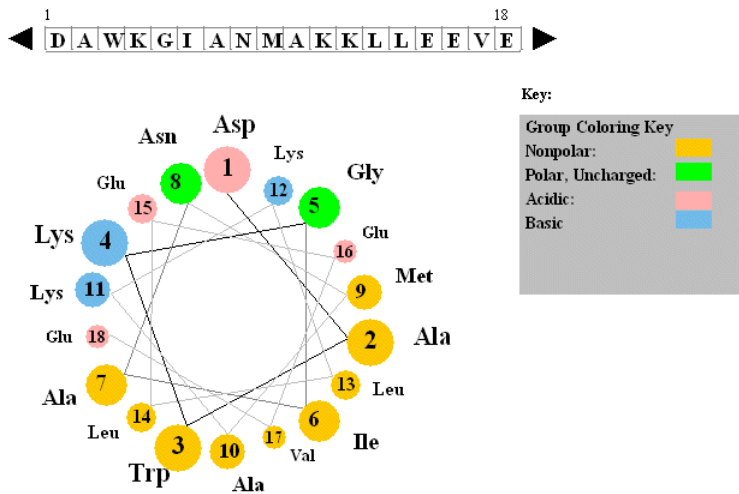 1 18
D A W K G I A N M A K K L L E E V E
Key:
Group Coloring Key
Nonpolar:
Polar, Uncharged:
Acidic:
Basic
Asp
1
Asn
8
Lys
12
Gly
5
Glu
15
Glu
16
Lys
4
Met
9
Lys
11
Ala
2
Glu
18
Leu
13
Ala
7
Ile
6
Leu
14
Val
17
Trp
3
Ala
10